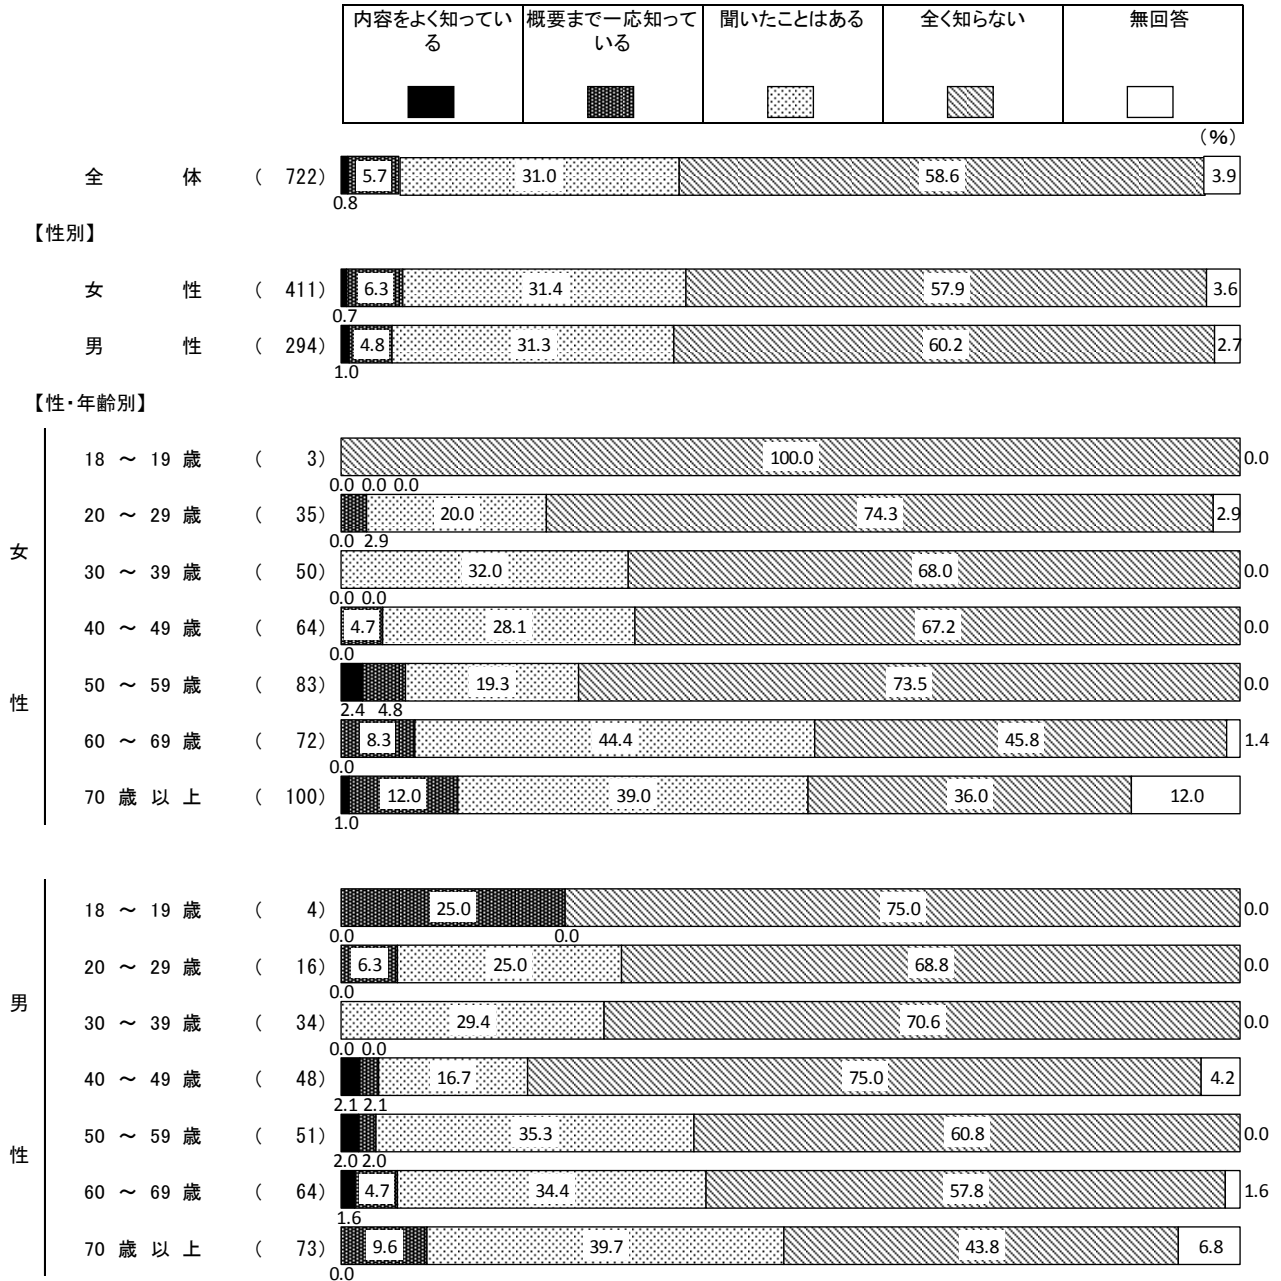 内容をよく知ってい
る
概要まで一応知って
いる
聞いたことはある
全く知らない
無回答
(%)
全　体 ( 722) 5.7 31.0 58.6 3.9
0.8
【性別】
女　性 ( 411) 6.3 31.4 57.9 3.6
0.7
男　性 ( 294) 4.8 31.3 60.2 2.7
1.0
【性・年齢別】
女
性
18 ～ 19 歳 ( 3) 100.0 0.0
0.0 0.0 0.0
20 ～ 29 歳 ( 35) 20.0 74.3 2.9
0.0 2.9
30 ～ 39 歳 ( 50) 32.0 68.0 0.0
0.0 0.0
40 ～ 49 歳 ( 64) 4.7 28.1 67.2 0.0
0.0
50 ～ 59 歳 ( 83) 19.3 73.5 0.0
2.4 4.8
60 ～ 69 歳 ( 72) 8.3 44.4 45.8 1.4
0.0
70 歳 以 上 ( 100) 12.0 39.0 36.0 12.0
1.0
男
性
18 ～ 19 歳 ( 4) 25.0 75.0 0.0
0.0 0.0
20 ～ 29 歳 ( 16) 6.3 25.0 68.8 0.0
0.0
30 ～ 39 歳 ( 34) 29.4 70.6 0.0
0.0 0.0
40 ～ 49 歳 ( 48) 16.7 75.0 4.2
2.1 2.1
50 ～ 59 歳 ( 51) 35.3 60.8 0.0
2.0 2.0
60 ～ 69 歳 ( 64) 4.7 34.4 57.8 1.6
1.6
70 歳 以 上 ( 73) 9.6 39.7 43.8 6.8
0.0